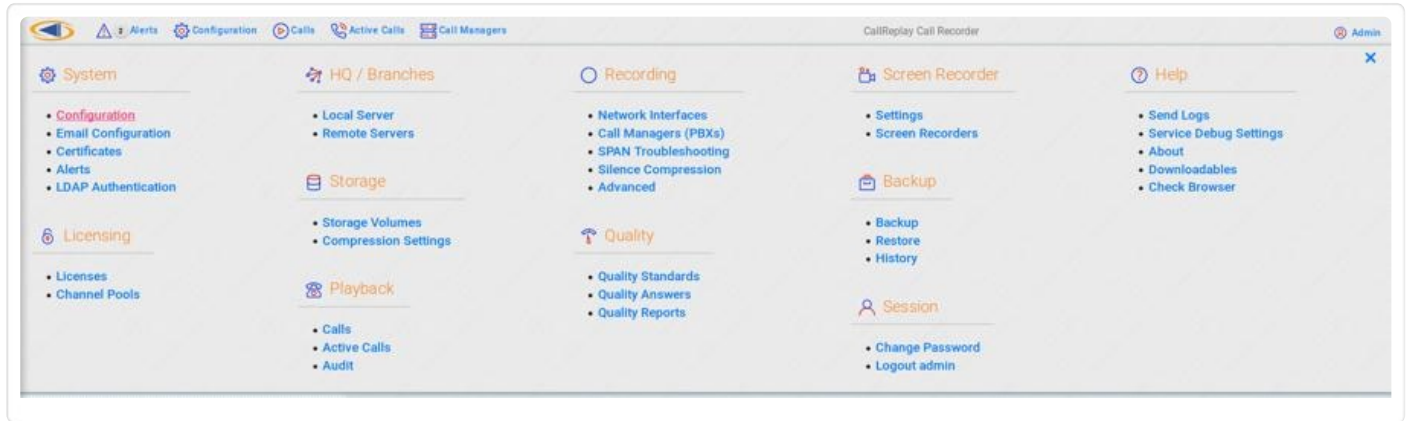 2 Alerts Configuration Calls Active Calls Call Managers CallReplay Call Recorder Admin
System
Configuration
Email Configuration
Certificates
Alerts
LDAP Authentication
Licensing
Licenses
Channel Pools
HQ / Branches
Local Server
Remote Servers
Storage
Storage Volumes
Compression Settings
Playback
Calls
Active Calls
Audit
Recording
Network Interfaces
Call Managers (PBXs)
SPAN Troubleshooting
Silence Compression
Advanced
Quality
Quality Standards
Quality Answers
Quality Reports
Screen Recorder
Settings
Screen Recorders
Backup
Backup
Restore
History
Session
Change Password
Logout admin
Help
Send Logs
Service Debug Settings
About
Downloadables
Check Browser